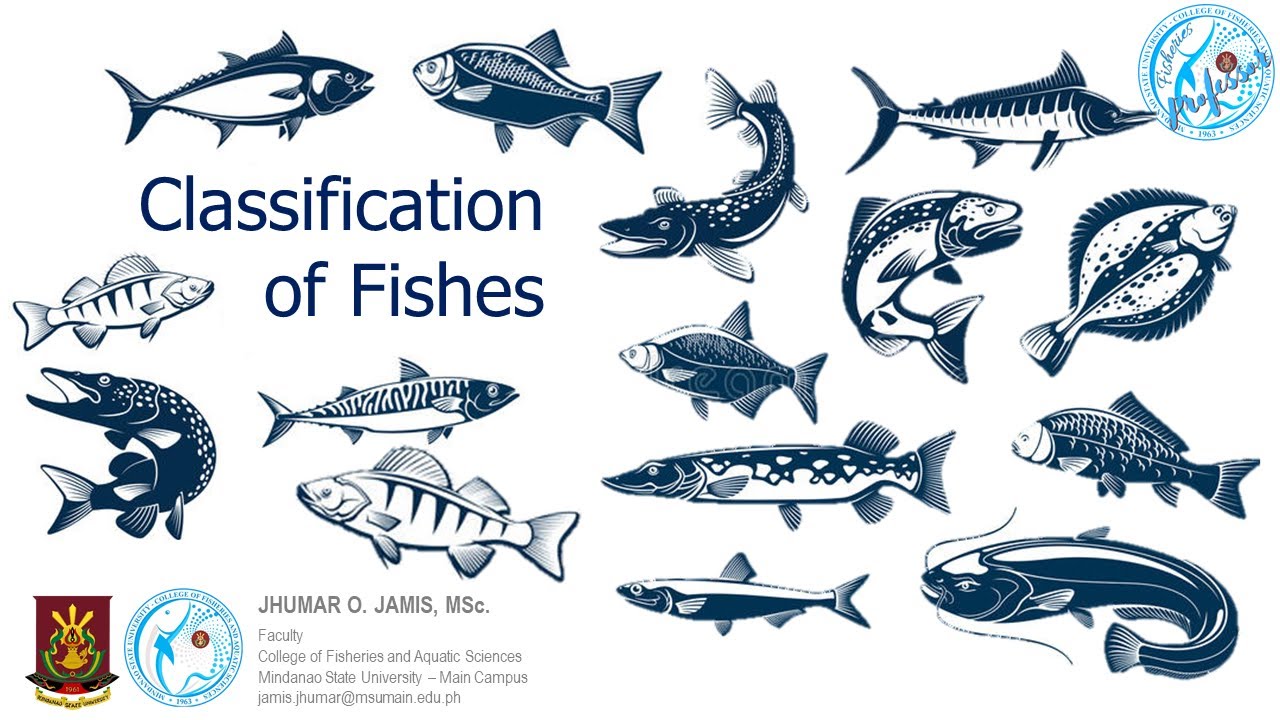 Classification
of Fishes
JHUMAR O. JAMIS, MSc.
Faculty
College of Fisheries and Aquatic Sciences
Mindanao State University – Main Campus
jamis.jhumar@msumain.edu.ph
1961
MINDANAO STATE UNIVERSITY
MINDANAO STATE UNIVERSITY - COLLEGE OF FISHERIES AND AQUATIC SCIENCES
• 1963 •
Fisheries
professor
MINDANAO STATE UNIVERSITY - COLLEGE OF FISHERIES AND AQUATIC SCIENCES
• 1963 •